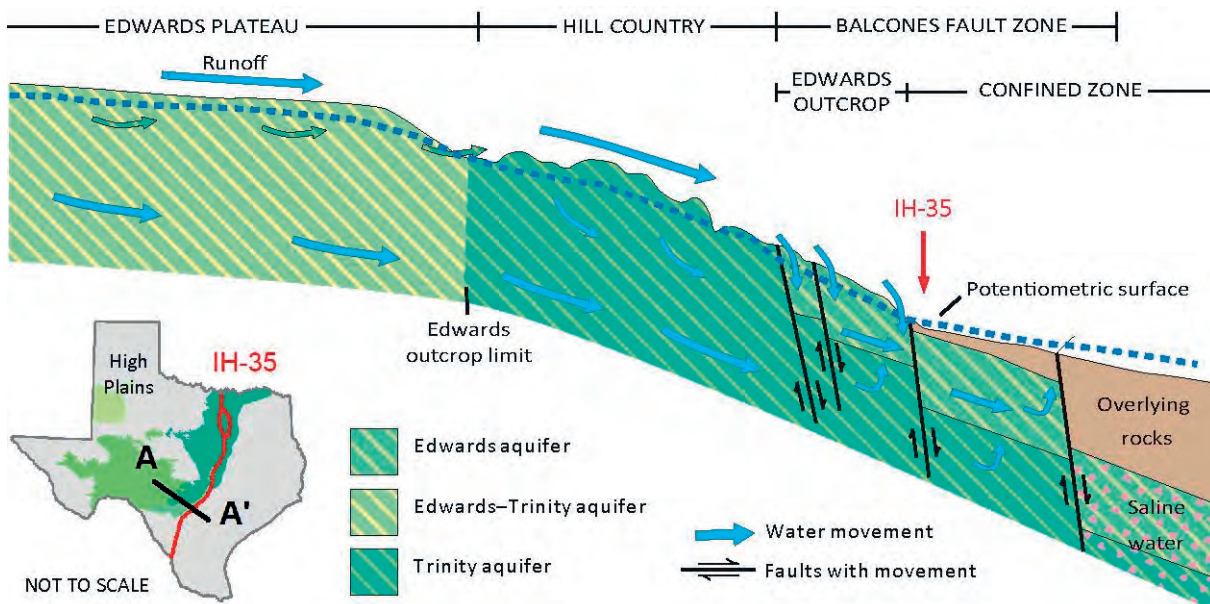 EDWARDS PLATEAU
HILL COUNTRY
BALCONES FAULT ZONE
Runoff
EDWARDS
OUTCROP
CONFINED ZONE
IH-35
Potentiometric surface
Edwards
outcrop limit
High
Plains
IH-35
A
A'
NOT TO SCALE
Edwards aquifer
Edwards–Trinity aquifer
Trinity aquifer
Water movement
Faults with movement
Overlying
rocks
Saline
water